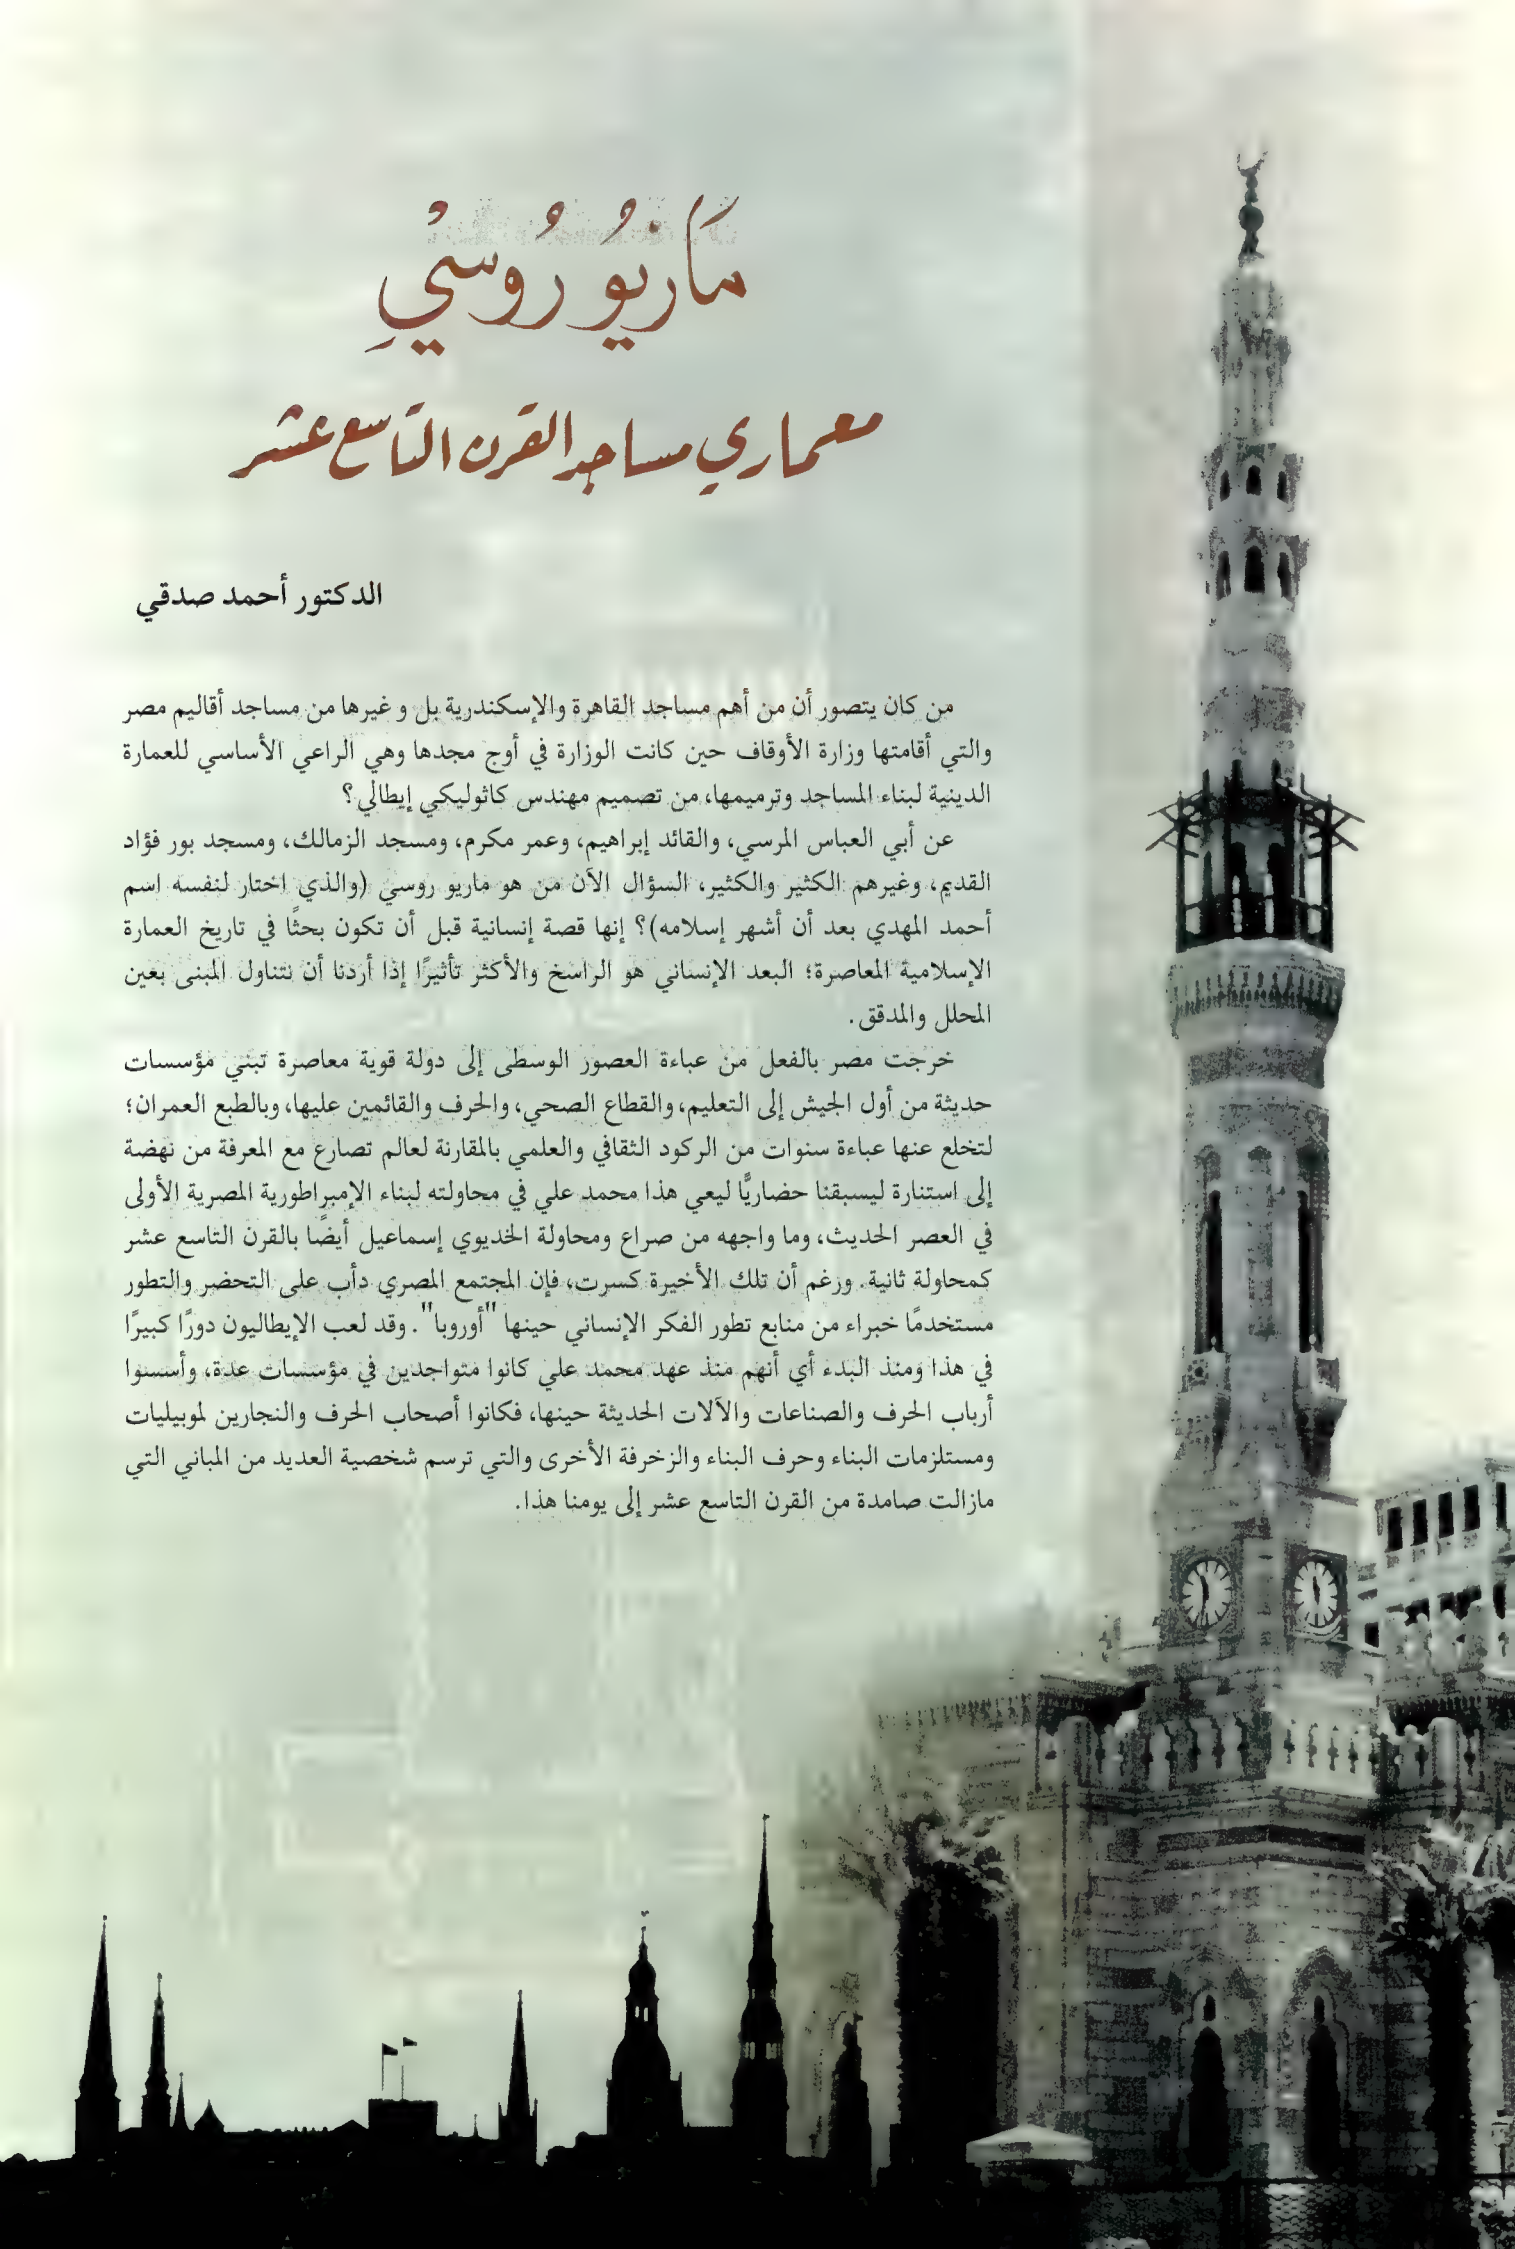 مَارْيُو رُوسْيِ
معماري مساجد القرن التاسع عشر
الدكتور أحمد صدقي
من كان يتصور أن من أهم مساجد القاهرة والإسكندرية بل و غيرها من مساجد أقاليم مصر
والتي أقامتها وزارة الأوقاف حين كانت الوزارة في أوج مجدها وهي الراعي الأساسي للعمارة
الدينية لبناء المساجد وترميمها، من تصميم مهندس كاثوليكي إيطالي؟
عن أبي العباس المرسي، والقائد إبراهيم، وعمر مكرم، ومسجد الزمالك، ومسجد بور فؤاد
القديم، وغيرهم الكثير والكثير، السؤال الآن من هو ماريو روسي (والذي اختار لنفسه اسم
أحمد المهدي بعد أن أشهر إسلامه)؟ إنها قصة إنسانية قبل أن تكون بحثًا في تاريخ العمارة
الإسلامية المعاصرة؛ البعد الإنساني هو الراسخ والأكثر تأثيرًا إذا أردنا أن نتناول المبنى بعين
المحلل والمدقق.
خرجت مصر بالفعل من عباءة العصور الوسطى إلى دولة قوية معاصرة تبني مؤسسات
حديثة من أول الجيش إلى التعليم، والقطاع الصحي، والحرف والقائمين عليها، وبالطبع العمران؛
لتخلع عنها عباءة سنوات من الركود الثقافي والعلمي بالمقارنة لعالم تصارع مع المعرفة من نهضة
إلى استنارة ليسبقنا حضاريًّا ليعي هذا محمد علي في محاولته لبناء الإمبراطورية المصرية الأولى
في العصر الحديث، وما واجهه من صراع ومحاولة الخديوي إسماعيل أيضًا بالقرن التاسع عشر
كمحاولة ثانية. ورغم أن تلك الأخيرة كسرت، فإن المجتمع المصري دأب على التحضر والتطور
مستخدمًا خبراء من منابع تطور الفكر الإنساني حينها "أوروبا". وقد لعب الإيطاليون دورًا كبيرًا
في هذا ومنذ البدء أي أنهم منذ عهد محمد علي كانوا متواجدين في مؤسسات عدة، وأسسوا
أرباب الحرف والصناعات والآلات الحديثة حينها، فكانوا أصحاب الحرف والنجارين لموبيليات
ومستلزمات البناء وحرف البناء والزخرفة الأخرى والتي ترسم شخصية العديد من المباني التي
مازالت صامدة من القرن التاسع عشر إلى يومنا هذا.